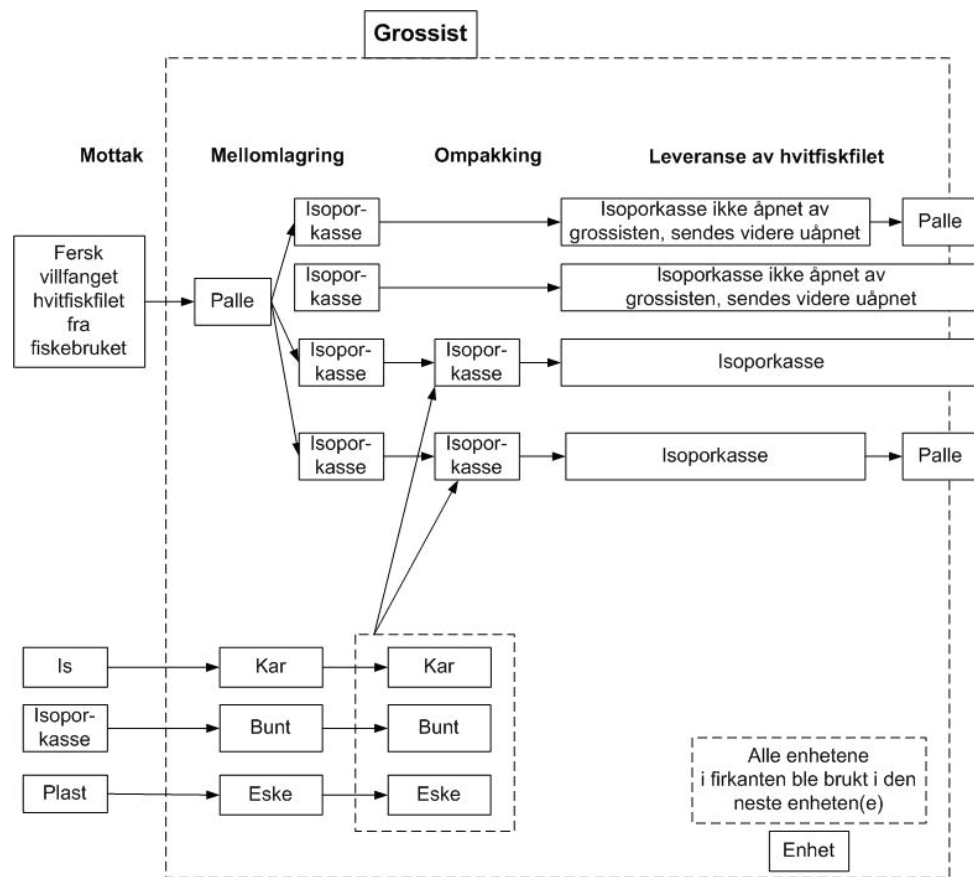 Grossist
Mottak
Mellomlagring
Ompakking
Leveranse av hvitfiskfilet
Fersk
villfanget
hvitfiskfilet
fra
fiskebruket
Palle
Isopor-
kasse
Isoporkasse ikke åpnet av
grossisten, sendes videre uåpnet
Palle
Isopor-
kasse
Isoporkasse ikke åpnet av
grossisten, sendes videre uåpnet
Isopor-
kasse
Isopor-
kasse
Isoporkasse
Isopor-
kasse
Isopor-
kasse
Isoporkasse
Palle
Is
Kar
Kar
Isopor-
kasse
Bunt
Bunt
Plast
Eske
Eske
Alle enhetene
i firkanten ble brukt i den
neste enheten(e)
Enhet